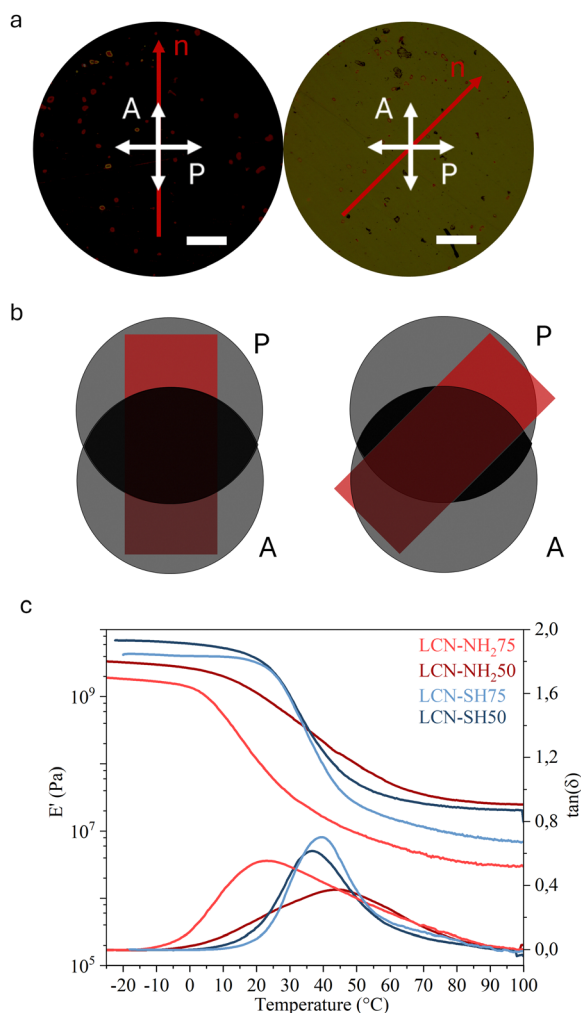 a
n
A
P
n
A
P
b
P
A
P
A
c
LCN-NH₂75
LCN-NH₂50
LCN-SH75
LCN-SH50
E' (Pa)
10⁹
10⁷
10⁵
2,0
1,6
1,2
0,8
0,4
0,0
tan(δ)
-20 -10 0 10 20 30 40 50 60 70 80 90 100
Temperature (°C)